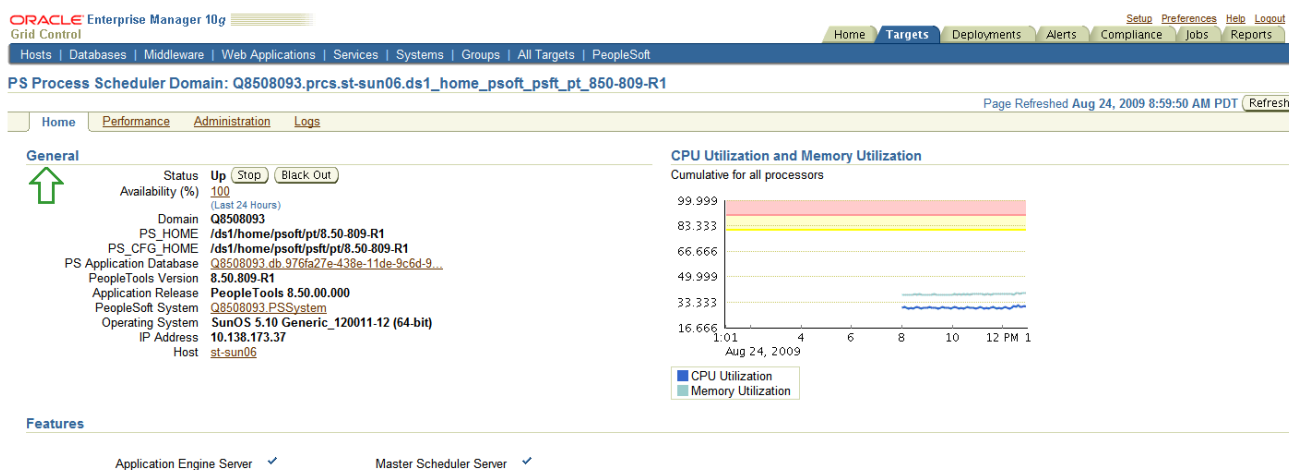 ORACLE Enterprise Manager 10g
Grid Control
Setup Preferences Help Logout
Home Targets Deployments Alerts Compliance Jobs Reports
Hosts | Databases | Middleware | Web Applications | Services | Systems | Groups | All Targets | PeopleSoft
PS Process Scheduler Domain: Q8508093.prcs.st-sun06.ds1_home_psoft_psft_pt_850-809-R1
Page Refreshed Aug 24, 2009 8:59:50 AM PDT Refresh
Home Performance Administration Logs
General
Status Up Stop Black Out
Availability (%) 100
(Last 24 Hours)
Domain Q8508093
PS_HOME /ds1/home/psoft/pt/8.50-809-R1
PS_CFG_HOME /ds1/home/psoft/psft/pt/8.50-809-R1
PS Application Database Q8508093.db.976fa27e-438e-11de-9c6d-9...
PeopleTools Version 8.50.809-R1
Application Release PeopleTools 8.50.00.000
PeopleSoft System Q8508093.PSSystem
Operating System SunOS 5.10 Generic_120011-12 (64-bit)
IP Address 10.138.173.37
Host st-sun06
CPU Utilization and Memory Utilization
Cumulative for all processors
99.999
83.333
66.666
49.999
33.333
16.666
1:01 4 6 8 10 12 PM 1
Aug 24, 2009
CPU Utilization
Memory Utilization
Features
Application Engine Server Master Scheduler Server